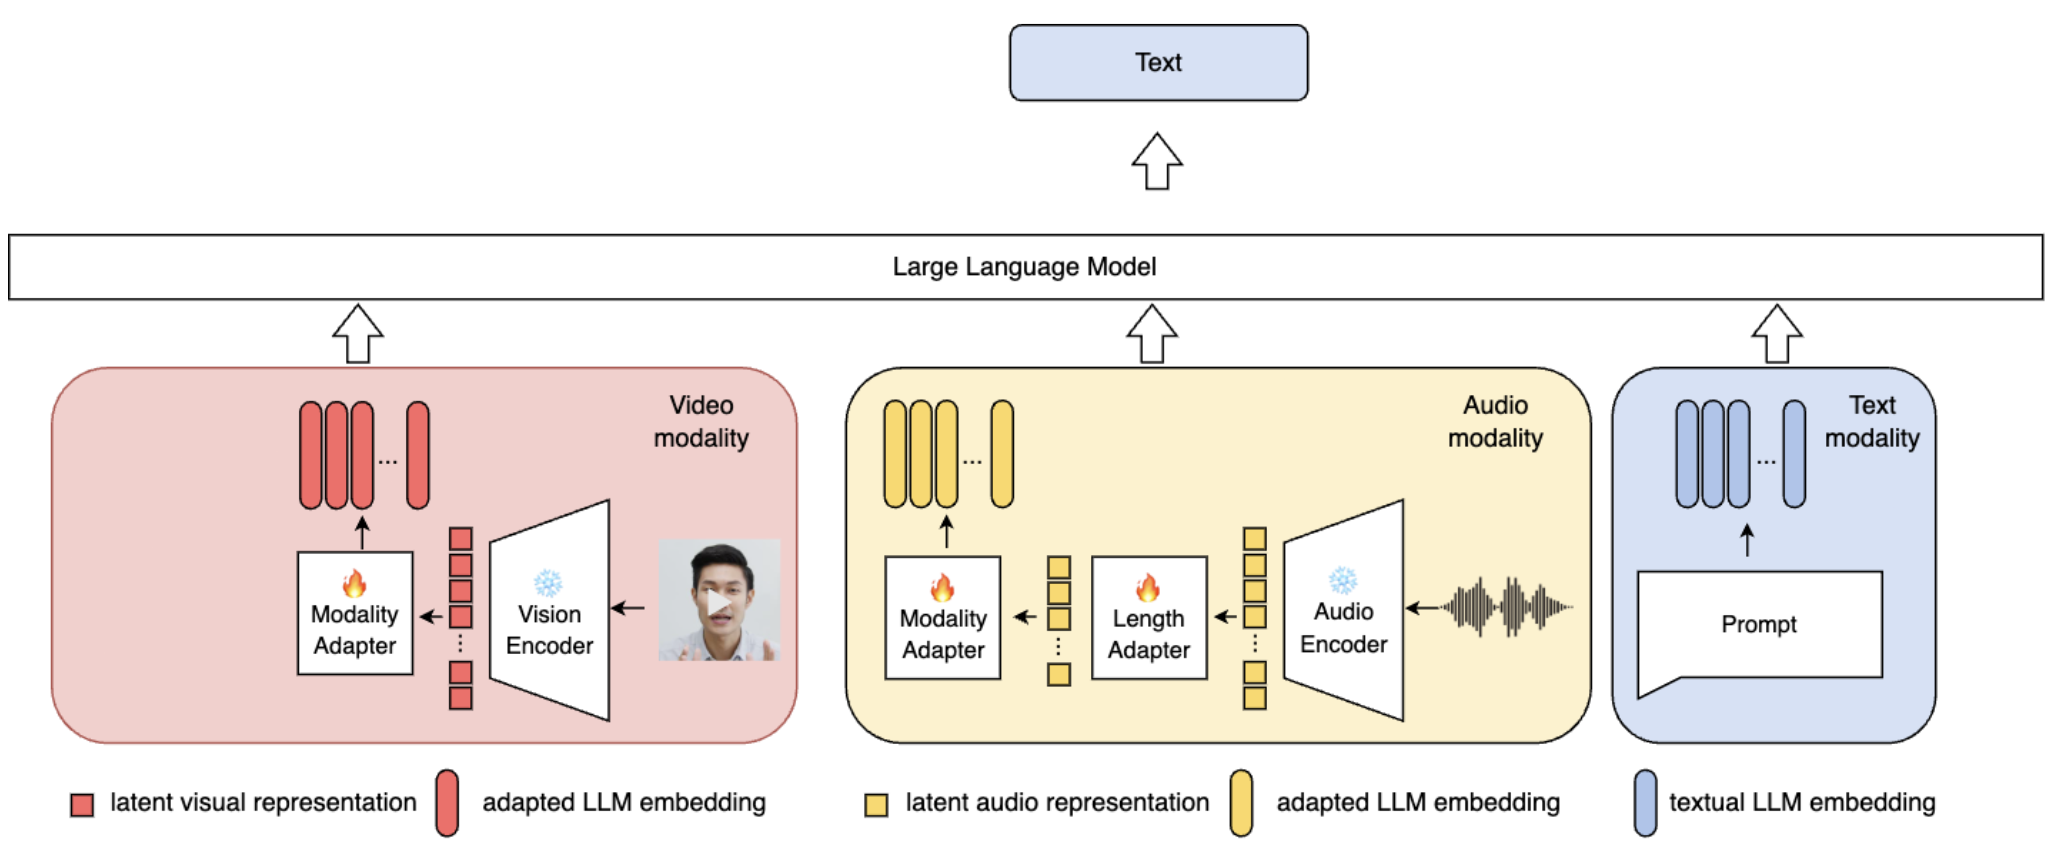 Text
Large Language Model
Video
modality
Modality
Adapter
Vision
Encoder
...
Audio
modality
Modality
Adapter
Length
Adapter
Audio
Encoder
...
Text
modality
...
Prompt
latent visual representation
adapted LLM embedding
latent audio representation
adapted LLM embedding
textual LLM embedding